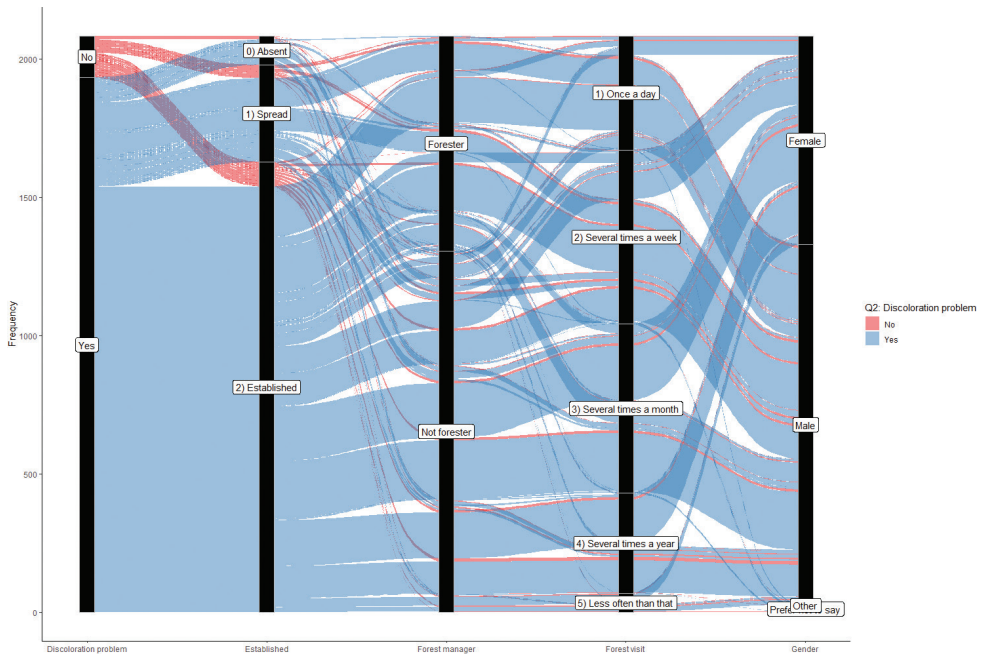 Frequency
2000
1500
1000
500
0
No
Yes
0) Absent
1) Spread
2) Established
Forester
Not forester
1) Once a day
2) Several times a week
3) Several times a month
4) Several times a year
5) Less often than that
Female
Male
Other
Prefer say
Discoloration problem
Established
Forest manager
Forest visit
Gender
Q2: Discoloration problem
No
Yes